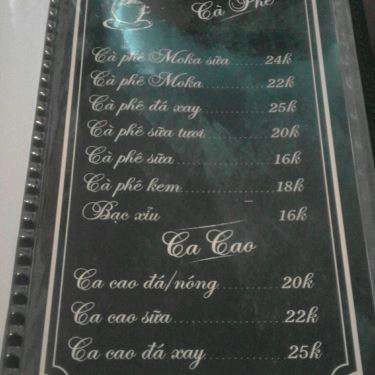 Cà Phê
Cà phê Moka sữa 24k
Cà phê Moka 22k
Cà phê đá xay 25k
Cà phê sữa tươi 20k
Cà phê sữa 16k
Cà phê kem 18k
Bạc xỉu 16k
Ca Cao
Ca cao đá/nóng 20k
Ca cao sữa 22k
Ca cao đá xay 25k